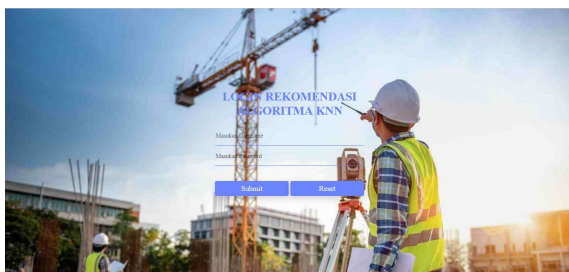 LOGIN REKOMENDASI
ALGORITMA KNN
Masukan Username
Masukan Password
Submit
Reset